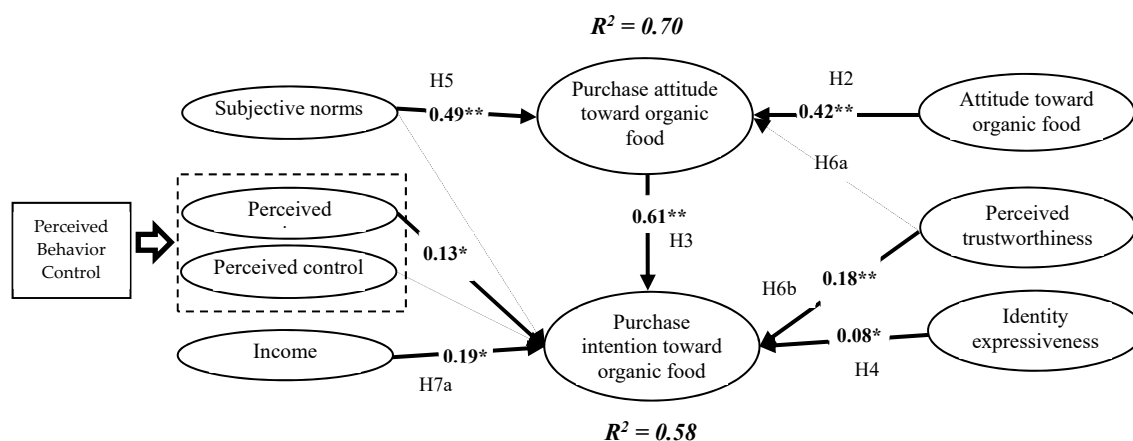 R² = 0.70
H5
H2
Subjective norms
0.49**
Purchase attitude
toward organic
food
0.42**
Attitude toward
organic food
H6a
Perceived
Behavior
Control
Perceived
Perceived control
0.13*
0.61**
H3
Perceived
trustworthiness
0.18**
H6b
Income
0.19*
H7a
Purchase
intention toward
organic food
0.08*
H4
Identity
expressiveness
R² = 0.58